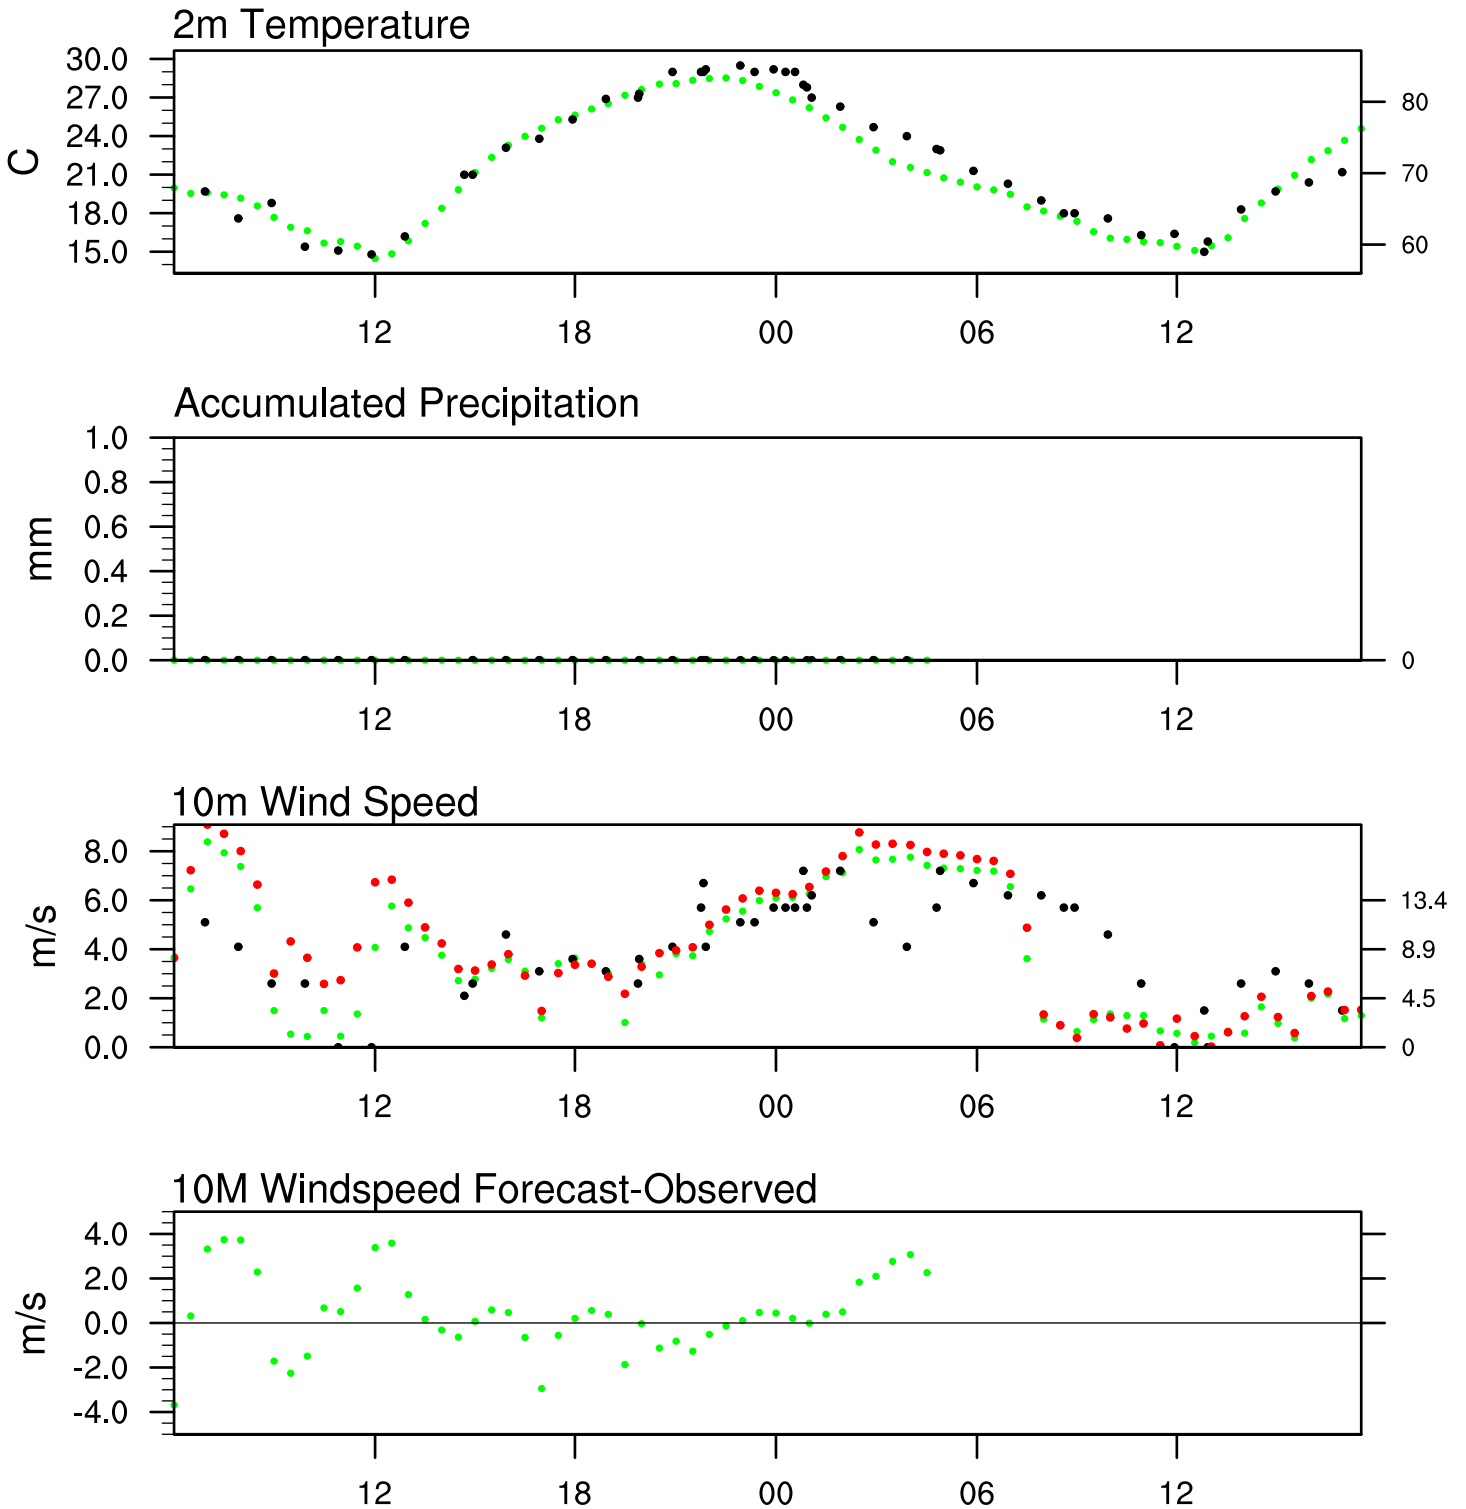 2m Temperature
30.0
27.0
24.0
21.0
18.0
15.0
C
80
70
60
12 18 00 06 12
Accumulated Precipitation
1.0
0.8
0.6
0.4
0.2
0.0
mm
0
12 18 00 06 12
10m Wind Speed
8.0
6.0
4.0
2.0
0.0
m/s
13.4
8.9
4.5
0
12 18 00 06 12
10M Windspeed Forecast-Observed
4.0
2.0
0.0
-2.0
-4.0
m/s
12 18 00 06 12